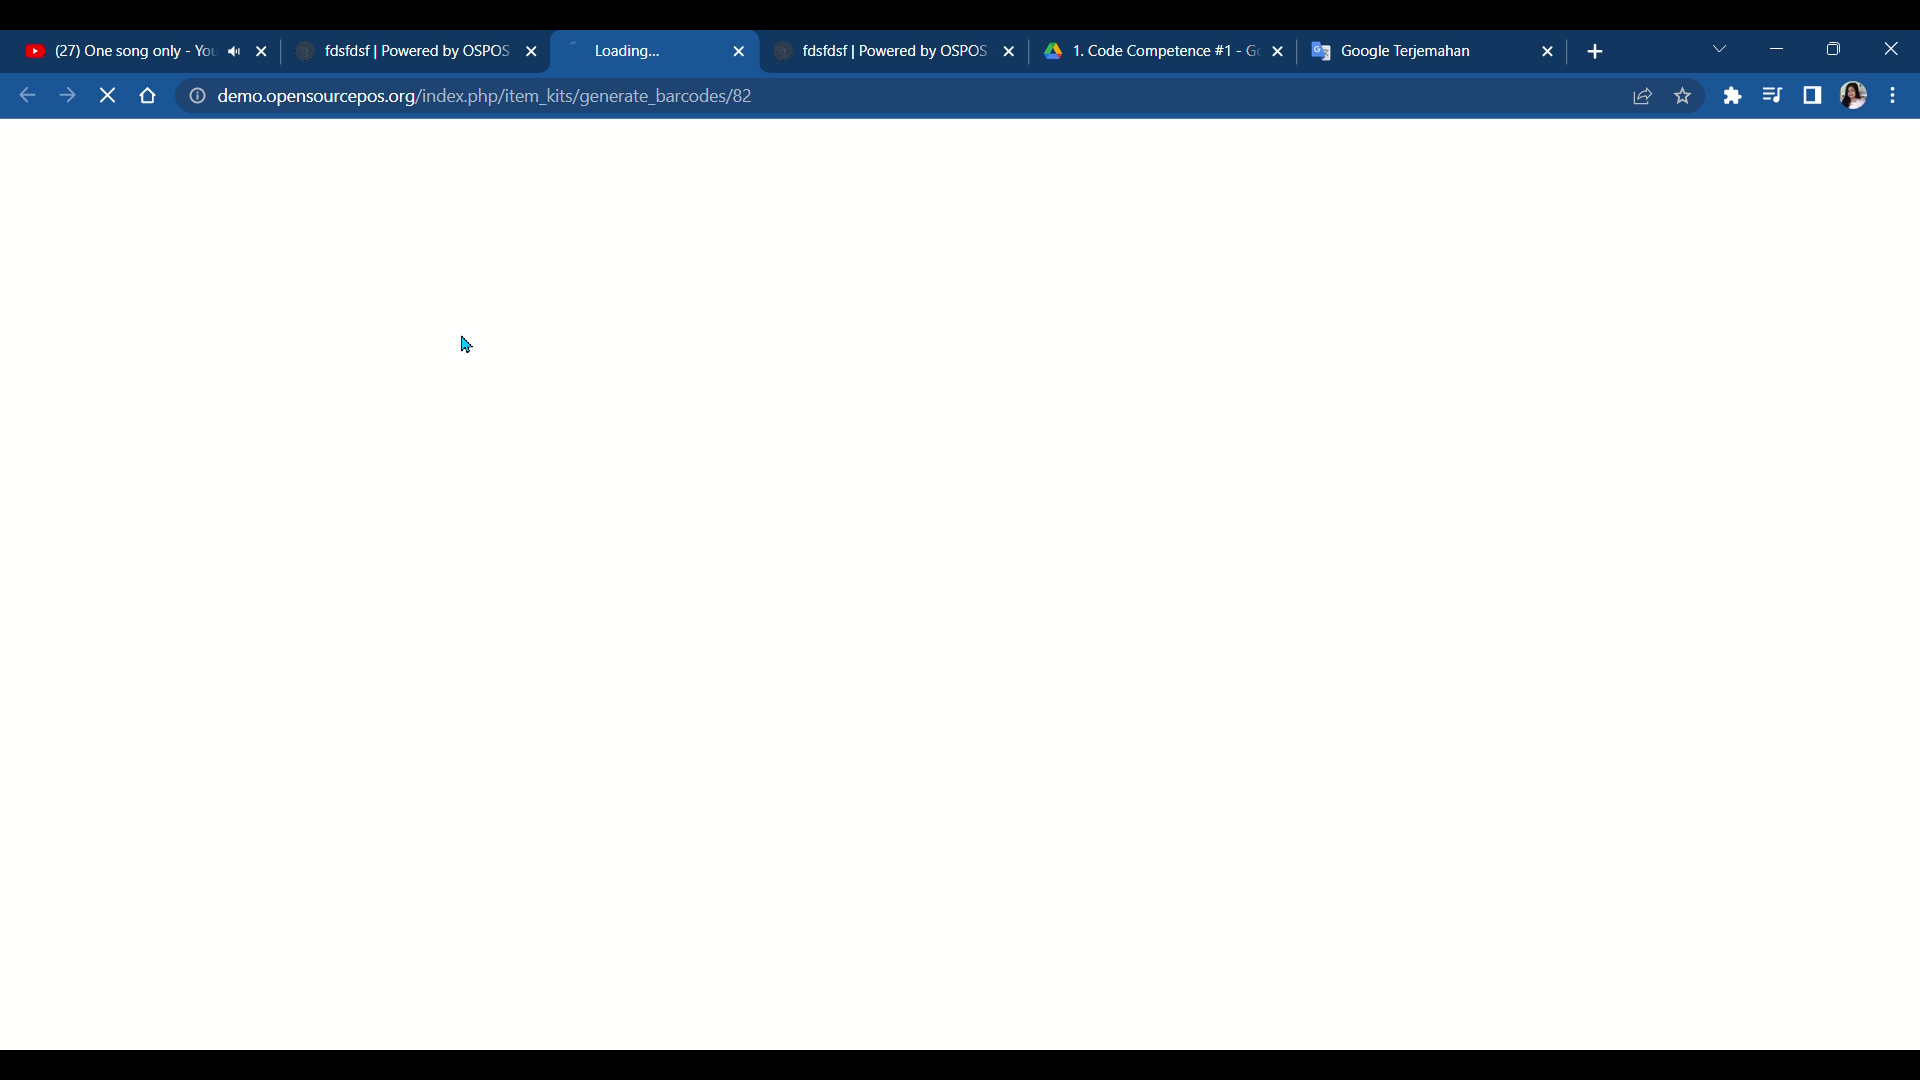 (27) One song only - You
fdsfdsf | Powered by OSPOS
Loading...
fdsfdsf | Powered by OSPOS
1. Code Competence #1 - Go
Google Terjemahan
demo.opensourcepos.org/index.php/item_kits/generate_barcodes/82